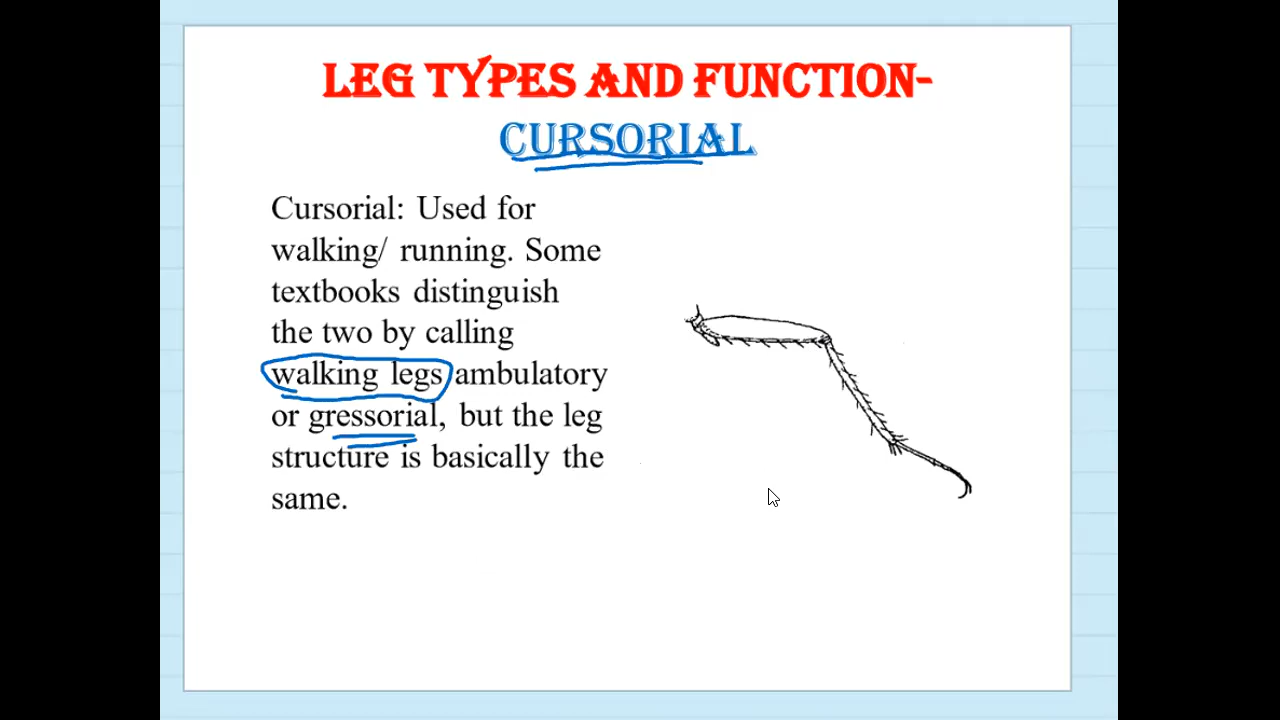 LEG TYPES AND FUNCTION-
CURSORIAL
Cursorial: Used for
walking/ running. Some
textbooks distinguish
the two by calling
walking legs ambulatory
or gressorial, but the leg
structure is basically the
same.